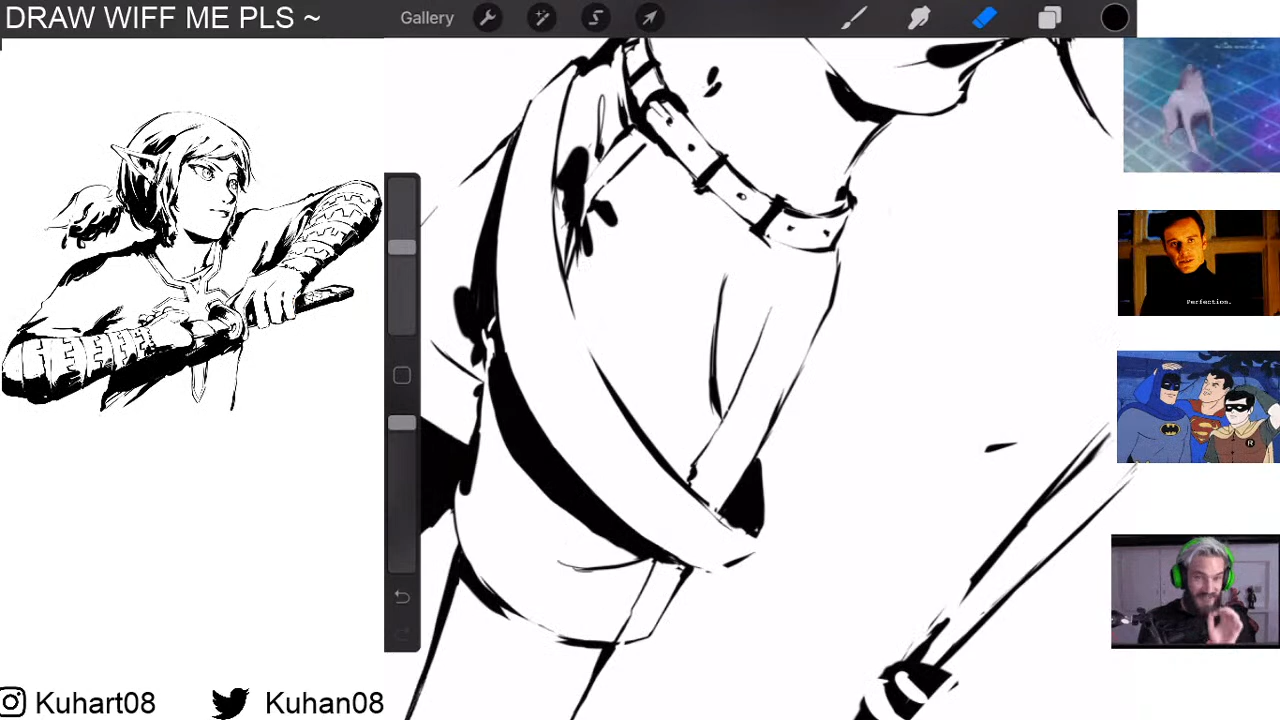 DRAW WIFF ME PLS ~
Gallery
Perfection.
R
Kuhart08
Kuhan08